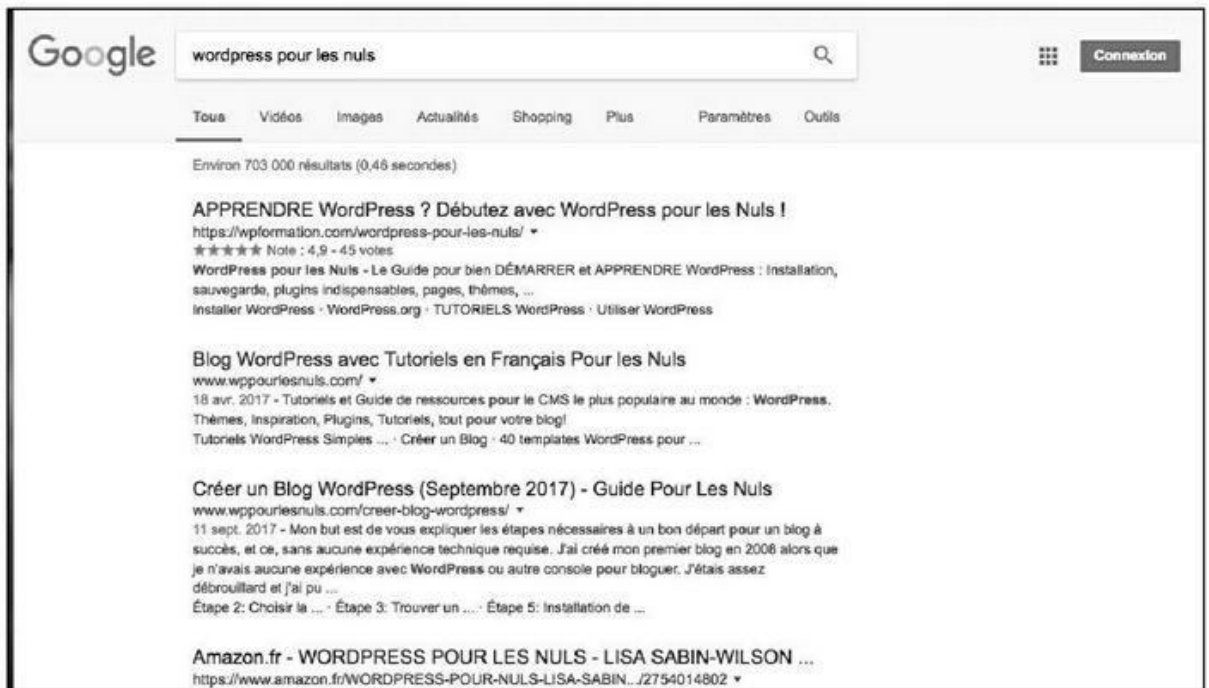 Google
wordpress pour les nuls
Connexion
Tous Vidéos Images Actualités Shopping Plus Paramètres Outils
Environ 703 000 résultats (0,46 secondes)
APPRENDRE WordPress ? Débutez avec WordPress pour les Nuls !
https://wpformation.com/wordpress-pour-les-nuls/
★★★★★ Note : 4,9 - 45 votes
WordPress pour les Nuls - Le Guide pour bien DÉMARRER et APPRENDRE WordPress : Installation,
sauvegarde, plugins indispensables, pages, thèmes, ...
Installer WordPress · WordPress.org · TUTORIELS WordPress · Utiliser WordPress
Blog WordPress avec Tutoriels en Français Pour les Nuls
www.wppourlesnuls.com/
18 avr. 2017 - Tutoriels et Guide de ressources pour le CMS le plus populaire au monde : WordPress.
Thèmes, Inspiration, Plugins, Tutoriels, tout pour votre blog!
Tutoriels WordPress Simples ... · Créer un Blog · 40 templates WordPress pour ...
Créer un Blog WordPress (Septembre 2017) - Guide Pour Les Nuls
www.wppourlesnuls.com/creer-blog-wordpress/
11 sept. 2017 - Mon but est de vous expliquer les étapes nécessaires à un bon départ pour un blog à
succès, et ce, sans aucune expérience technique requise. J'ai créé mon premier blog en 2008 alors que
je n'avais aucune expérience avec WordPress ou autre console pour bloguer. J'étais assez
débrouillard et j'ai pu ...
Étape 2: Choisir la ... · Étape 3: Trouver un ... · Étape 5: Installation de ...
Amazon.fr - WORDPRESS POUR LES NULS - LISA SABIN-WILSON ...
https://www.amazon.fr/WORDPRESS-POUR-NULS-LISA-SABIN.../2754014802